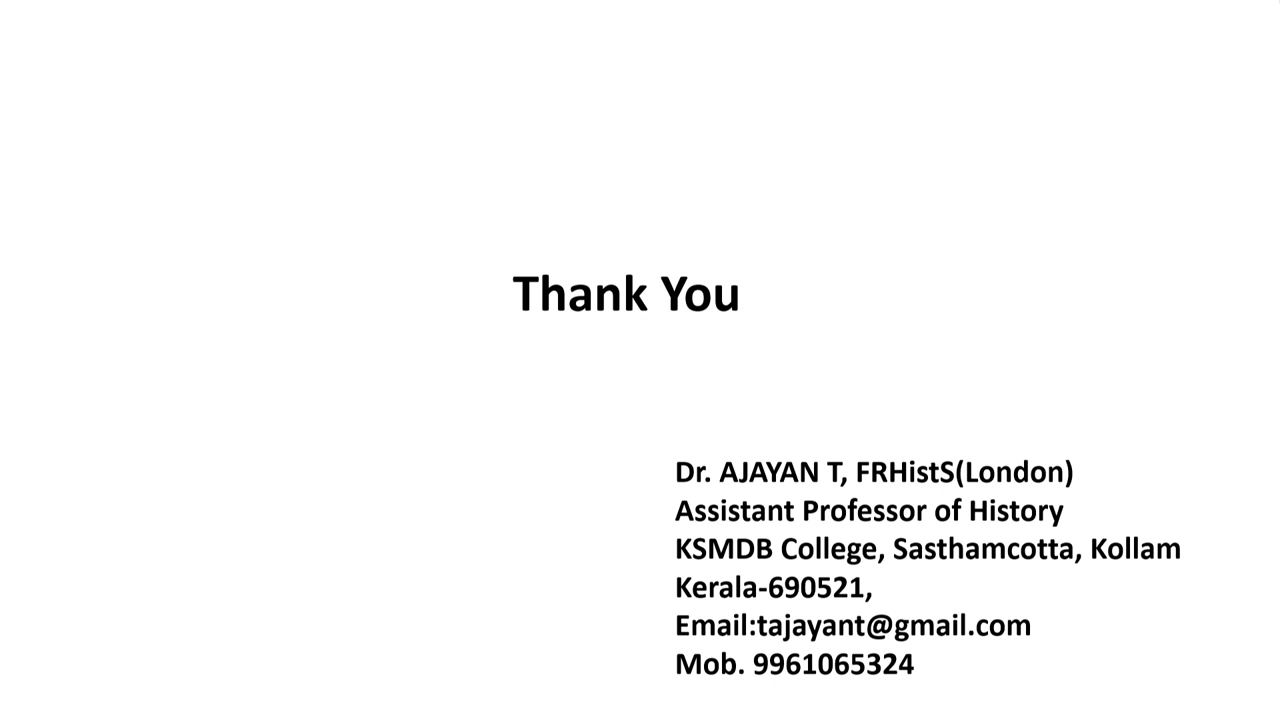 Thank You
Dr. AJAYAN T, FRHistS(London)
Assistant Professor of History
KSMDB College, Sasthamcotta, Kollam
Kerala-690521,
Email:tajayant@gmail.com
Mob. 9961065324